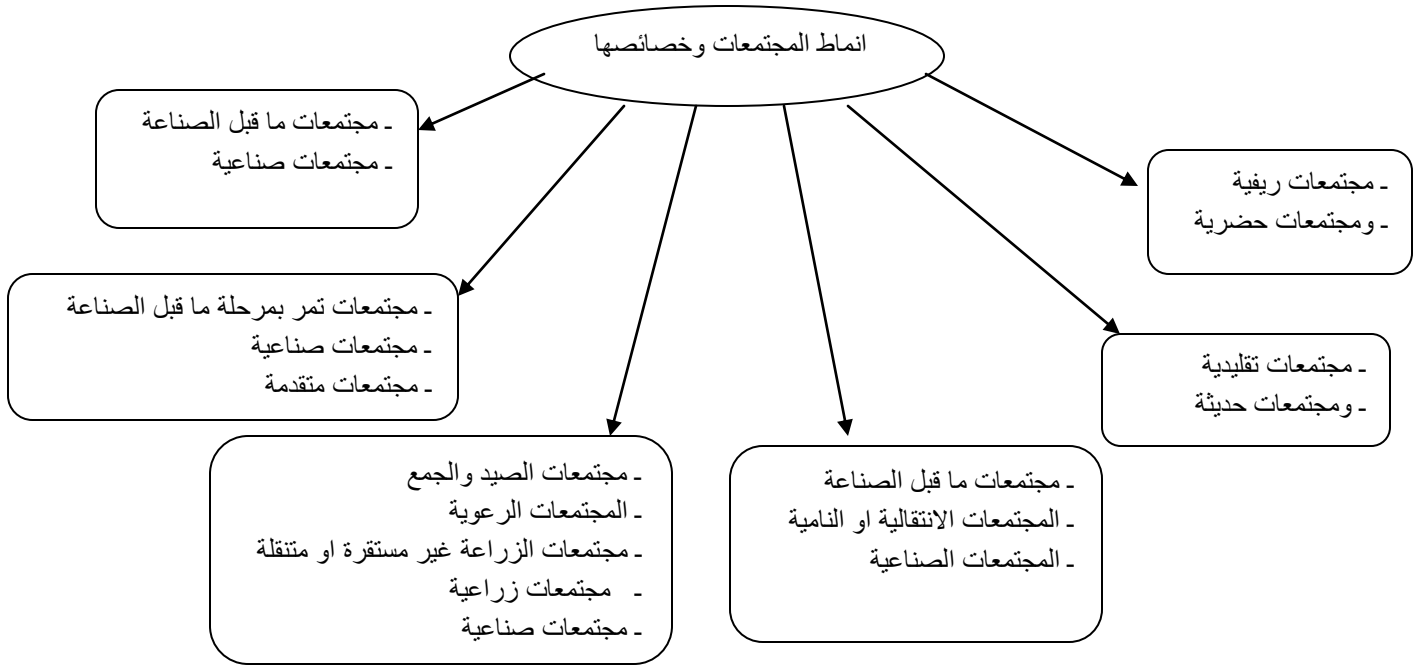 انماط المجتمعات وخصائصها
ـ مجتمعات ريفية
ـ ومجتمعات حضرية
ـ مجتمعات تقليدية
ـ ومجتمعات حديثة
ـ مجتمعات ما قبل الصناعة
ـ المجتمعات الانتقالية او النامية
ـ المجتمعات الصناعية
ـ مجتمعات الصيد والجمع
ـ المجتمعات الرعوية
ـ مجتمعات الزراعة غير مستقرة او متنقلة
ـ مجتمعات زراعية
ـ مجتمعات صناعية
ـ مجتمعات تمر بمرحلة ما قبل الصناعة
ـ مجتمعات صناعية
ـ مجتمعات متقدمة
ـ مجتمعات ما قبل الصناعة
ـ مجتمعات صناعية